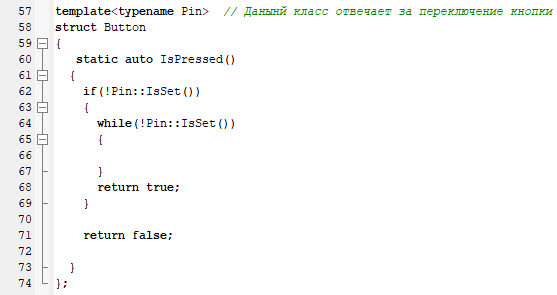 57 template<typename Pin>  // Данынй класс отвечает за переключение кнопки
58 struct Button
59 {
60    static auto IsPressed()
61   {
62     if(!Pin::IsSet())
63     {
64       while(!Pin::IsSet())
65       {
66
67       }
68       return true;
69     }
70
71     return false;
72
73   }
74 };